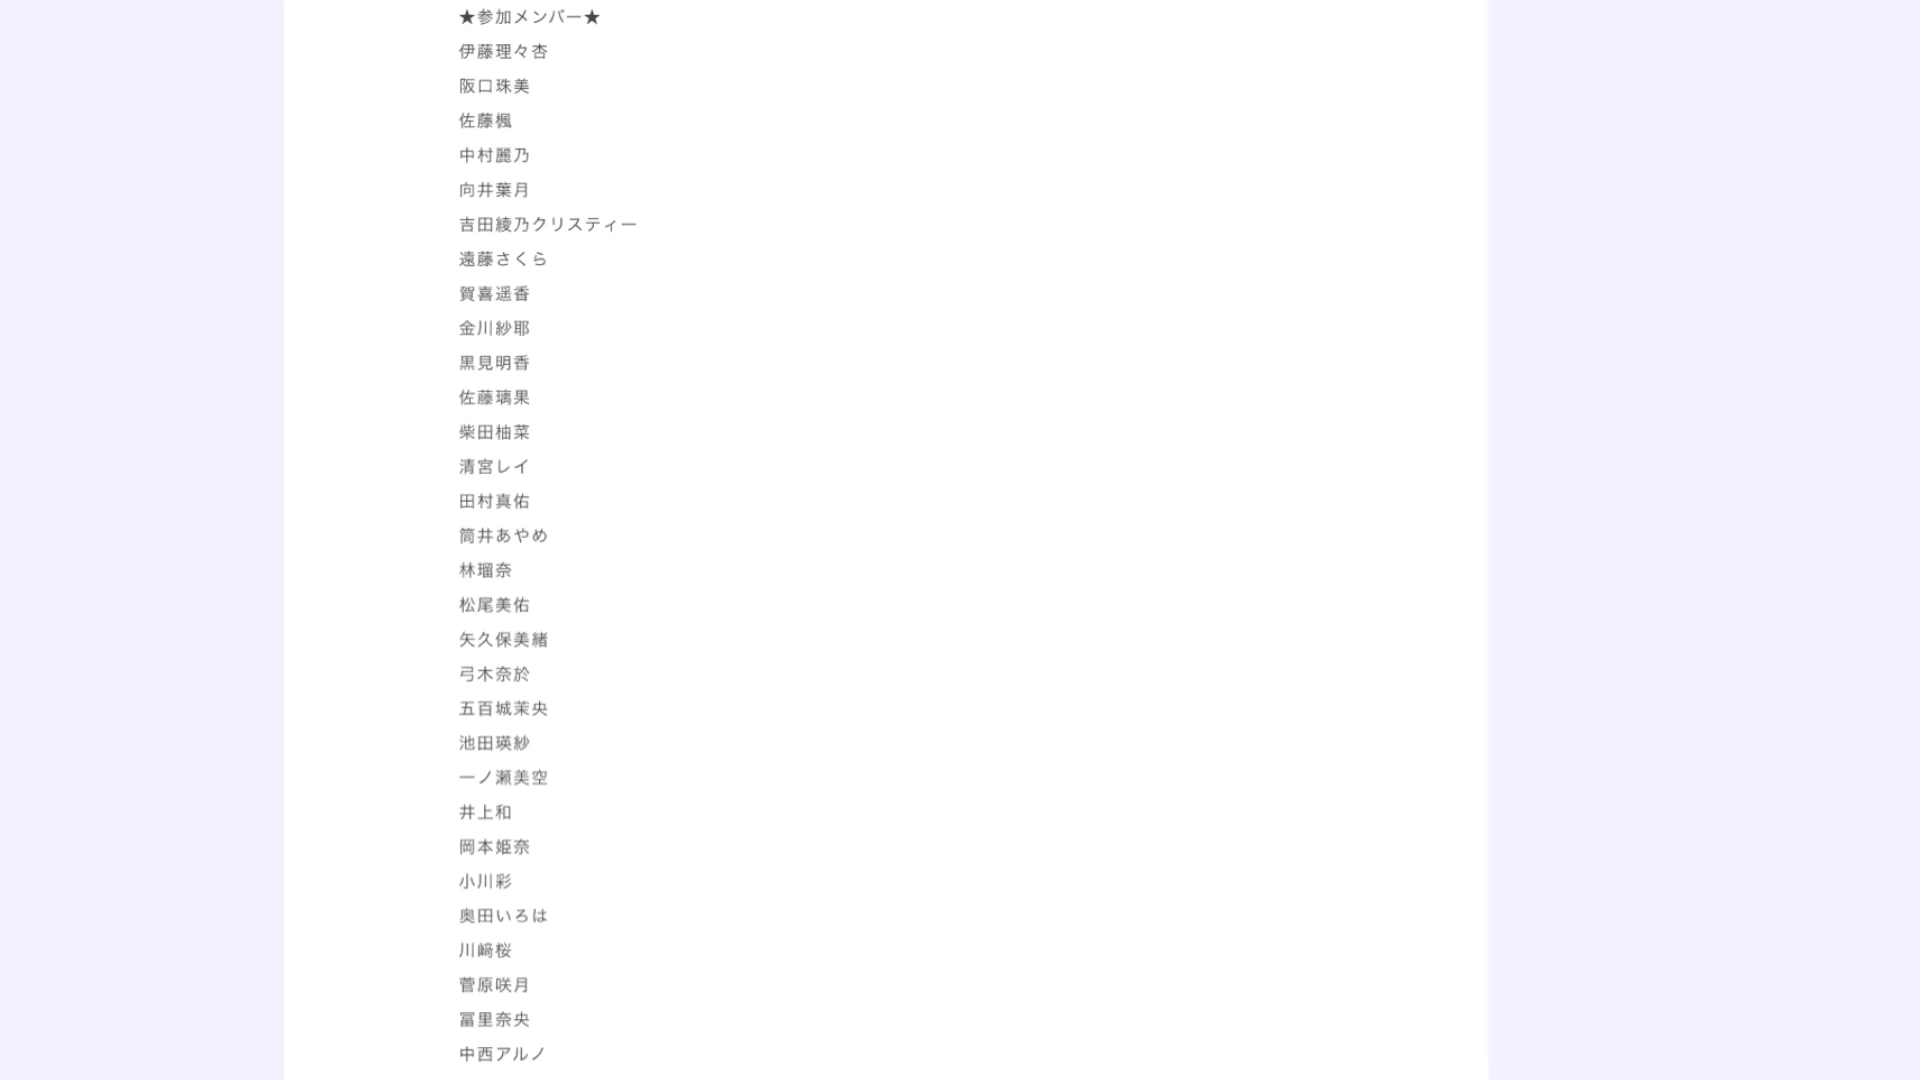 ★参加メンバー★
伊藤理々杏
阪口珠美
佐藤楓
中村麗乃
向井葉月
吉田綾乃クリスティー
遠藤さくら
賀喜遥香
金川紗耶
黒見明香
佐藤璃果
柴田柚菜
清宮レイ
田村真佑
筒井あやめ
林瑠奈
松尾美佑
矢久保美緒
弓木奈於
五百城茉央
池田瑛紗
一ノ瀬美空
井上和
岡本姫奈
小川彩
奥田いろは
川﨑桜
菅原咲月
冨里奈央
中西アルノ